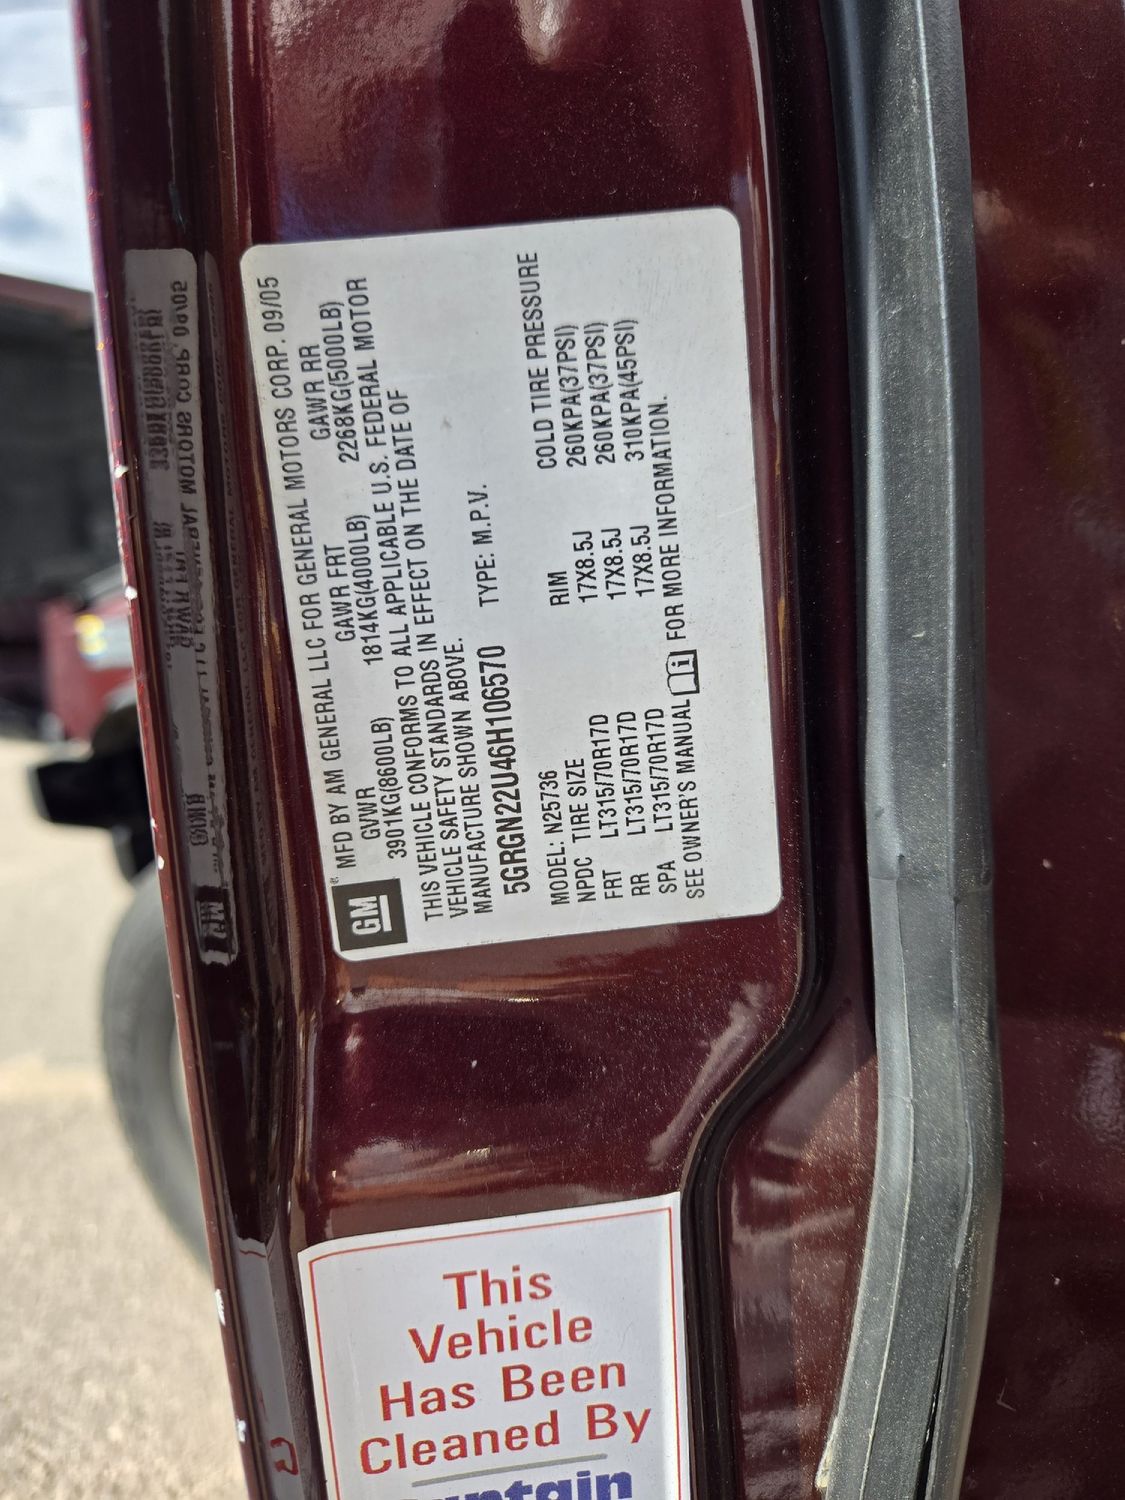 GM® MFD BY AM GENERAL LLC FOR GENERAL MOTORS CORP. 09/05
GVWR GAWR FRT GAWR RR
3901KG(8600LB) 1814KG(4000LB) 2268KG(5000LB)
THIS VEHICLE CONFORMS TO ALL APPLICABLE U.S. FEDERAL MOTOR
VEHICLE SAFETY STANDARDS IN EFFECT ON THE DATE OF
MANUFACTURE SHOWN ABOVE.
5GRGN22U46H106570 TYPE: M.P.V.
MODEL: N25736
NPDC TIRE SIZE RIM COLD TIRE PRESSURE
FRT LT315/70R17D 17X8.5J 260KPA(37PSI)
RR LT315/70R17D 17X8.5J 260KPA(37PSI)
SPA LT315/70R17D 17X8.5J 310KPA(45PSI)
SEE OWNER'S MANUAL FOR MORE INFORMATION.
This
Vehicle
Has Been
Cleaned By